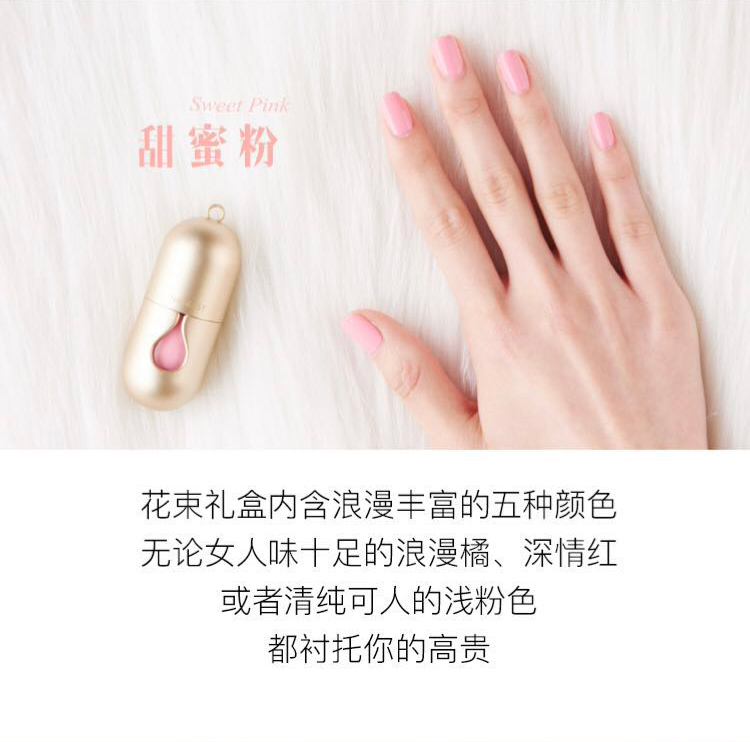 Sweet Pink
甜蜜粉
花束礼盒内含浪漫丰富的五种颜色
无论女人味十足的浪漫橘、深情红
或者清纯可人的浅粉色
都衬托你的高贵